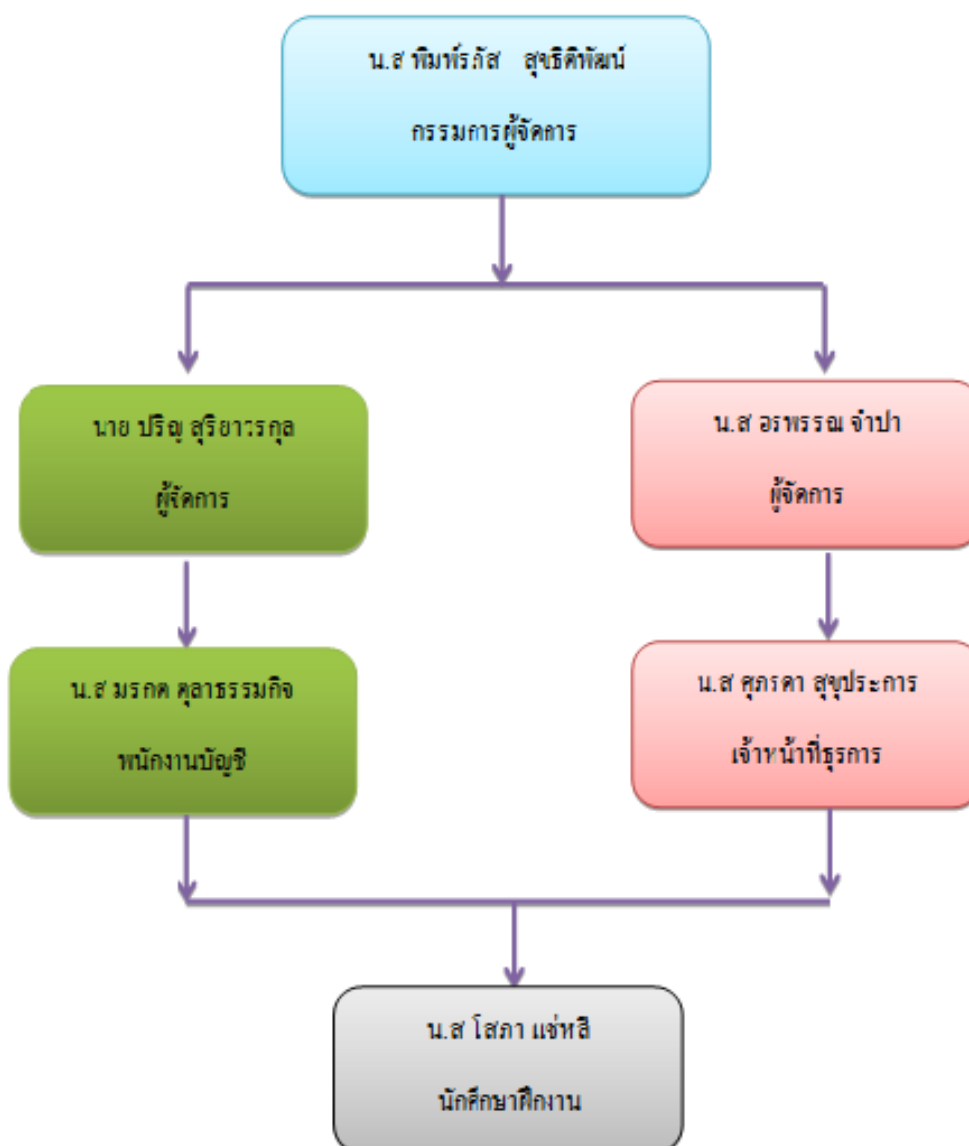 น.ส พิมพ์รภัส สุขธิติพัฒน์
กรรมการผู้จัดการ
นาย ปริญ สุริยาวรกุล
ผู้จัดการ
น.ส อรพรรณ จำปา
ผู้จัดการ
น.ส มรกต ตุลาธรรมกิจ
พนักงานบัญชี
น.ส ศุภรดา สุขุประการ
เจ้าหน้าที่ธุรการ
น.ส โสภา แซ่หลี
นักศึกษาฝึกงาน